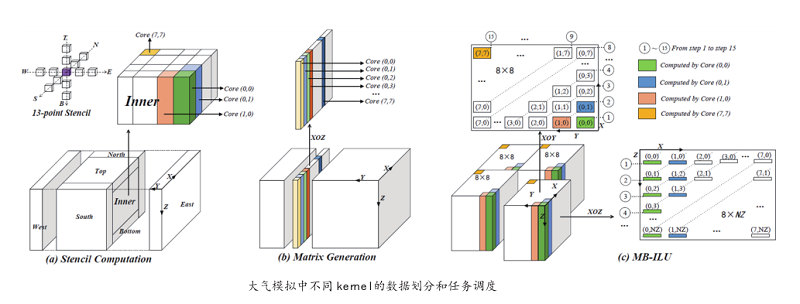 Core (7,7)
T
N
W
E
S
B
13-point Stencil
Inner
Core (0,0)
Core (0,1)
Core (1,0)
North
Top
West
South
Inner
Bottom
East
X
Y
Z
(a) Stencil Computation
Core (0,0)
Core (0,1)
Core (0,2)
Core (0,3)
...
Core (7,7)
XOZ
X
Y
Z
(b) Matrix Generation
15 ... 9
(7,7) ... (1,7) (0,7) 8
8×8 ...
(0,3) 4
(1,2) (0,2) 3
(7,0) (2,1) (1,1) (0,1) 2
(7,0) (3,0) (2,0) (1,0) (0,0) 1
X
Y
XOY
8×8
8×8
8×8
X
Y
Z
XOZ
1 ~ 15 From step 1 to step 15
Computed by Core (0,0)
Computed by Core (0,1)
Computed by Core (1,0)
Computed by Core (7,7)
Z X
1 (0,0) (1,0) (2,0) (3,0) ... (7,0)
2 (0,1) (1,2) (2,1) (7,1)
3 (0,2) (1,3)
4 (0,3)
8×NZ
(0,NZ) (1,NZ) ... (7,NZ)
(c) MB-ILU
大气模拟中不同kernel的数据划分和任务调度